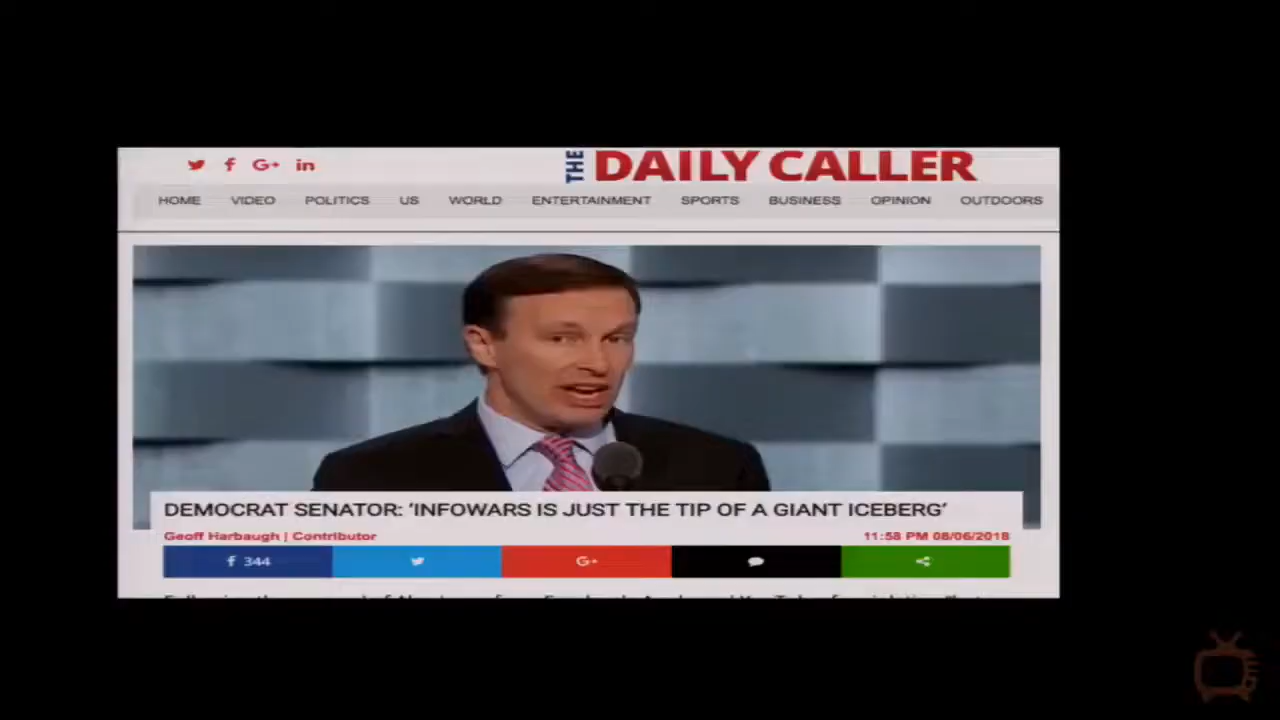 THE DAILY CALLER
HOME VIDEO POLITICS US WORLD ENTERTAINMENT SPORTS BUSINESS OPINION OUTDOORS
DEMOCRAT SENATOR: ‘INFOWARS IS JUST THE TIP OF A GIANT ICEBERG’
Geoff Harbaugh | Contributor 11:58 PM 08/06/2018
344